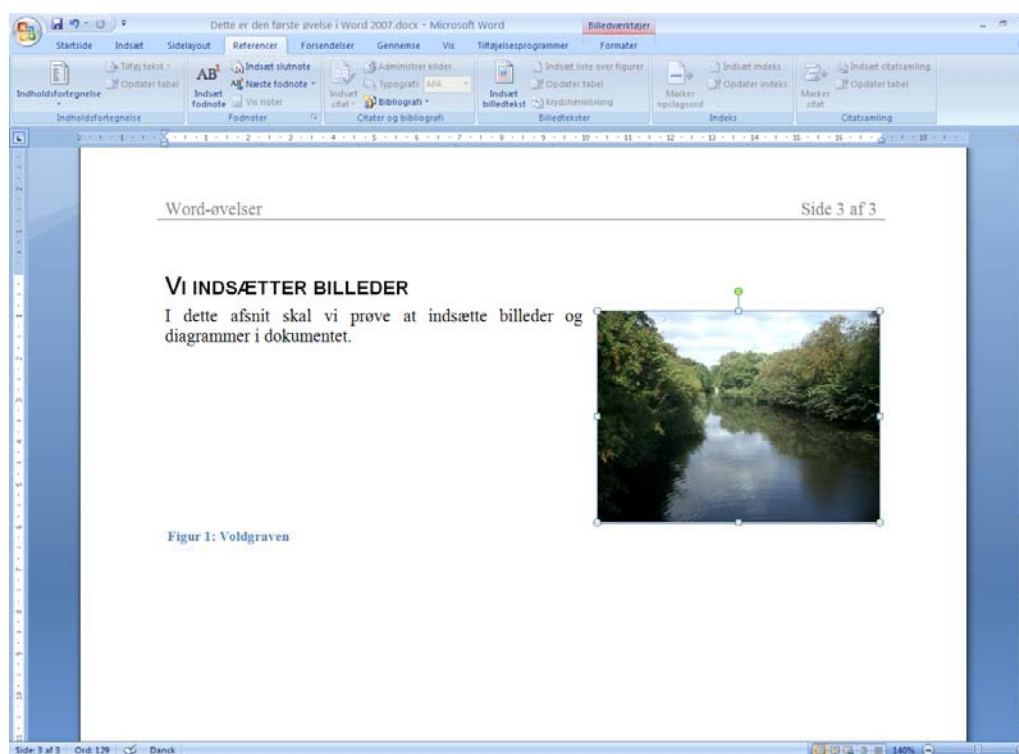 Dette er den første øvelse i Word 2007.docx - Microsoft Word
Billedværktøjer
Startside Indsæt Sidelayout Referencer Forsendelser Gennemse Vis Tilføjelsesprogrammer Formater
Indholdsfortegnelse
Tilføj tekst
Opdater tabel
Indholdsfortegnelse
AB¹
Indsæt fodnote
Indsæt slutnote
Næste fodnote
Vis noter
Fodnoter
Indsæt citat
Administrer kilder
Typografi: APA
Bibliografi
Citater og bibliografi
Indsæt billedtekst
Indsæt liste over figurer
Opdater tabel
Krydshenvisning
Billedtekster
Marker opslagsord
Indsæt indeks
Opdater indeks
Indeks
Marker citat
Indsæt citatsamling
Opdater tabel
Citatsamling
Word-øvelser Side 3 af 3
VI INDSÆTTER BILLEDER
I dette afsnit skal vi prøve at indsætte billeder og
diagrammer i dokumentet.
Figur 1: Voldgraven
Side: 3 af 3 Ord: 129 Dansk 140%